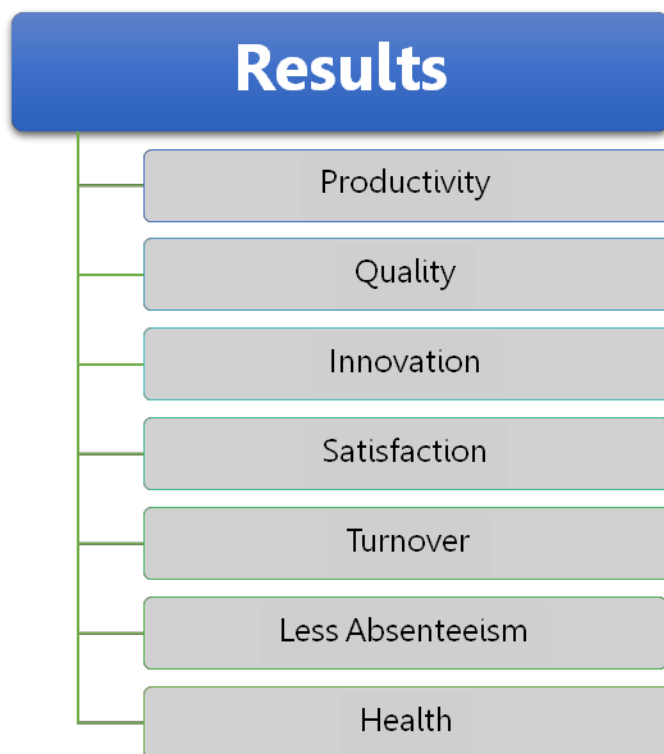 Results
Productivity
Quality
Innovation
Satisfaction
Turnover
Less Absenteeism
Health